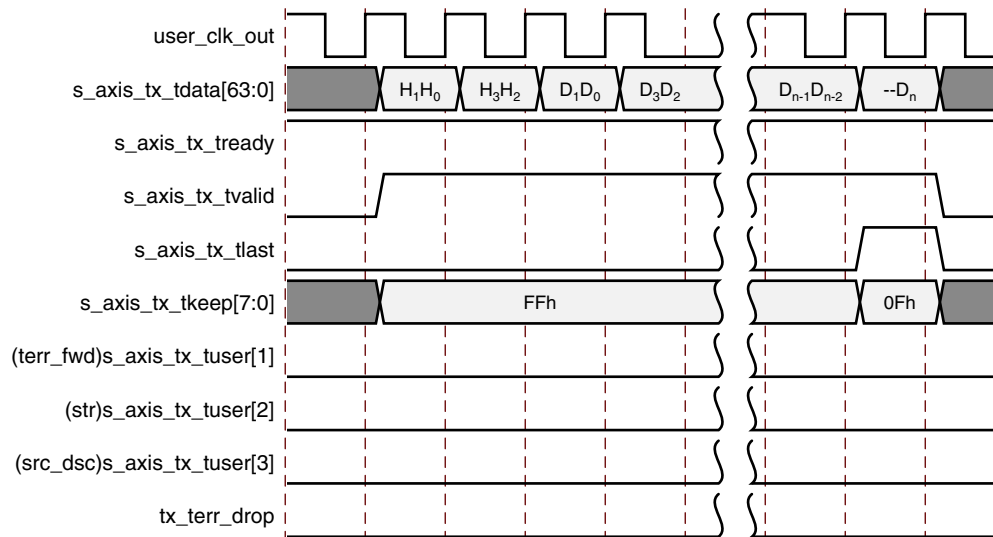 user_clk_out
s_axis_tx_tdata[63:0] H₁H₀ H₃H₂ D₁D₀ D₃D₂ Dₙ₋₁Dₙ₋₂ --Dₙ
s_axis_tx_tready
s_axis_tx_tvalid
s_axis_tx_tlast
s_axis_tx_tkeep[7:0] FFh 0Fh
(terr_fwd)s_axis_tx_tuser[1]
(str)s_axis_tx_tuser[2]
(src_dsc)s_axis_tx_tuser[3]
tx_terr_drop